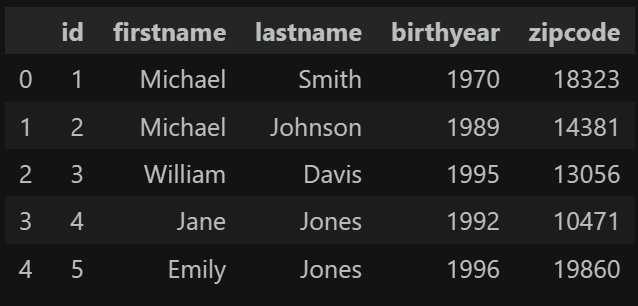 id firstname lastname birthyear zipcode
0 1 Michael Smith 1970 18323
1 2 Michael Johnson 1989 14381
2 3 William Davis 1995 13056
3 4 Jane Jones 1992 10471
4 5 Emily Jones 1996 19860